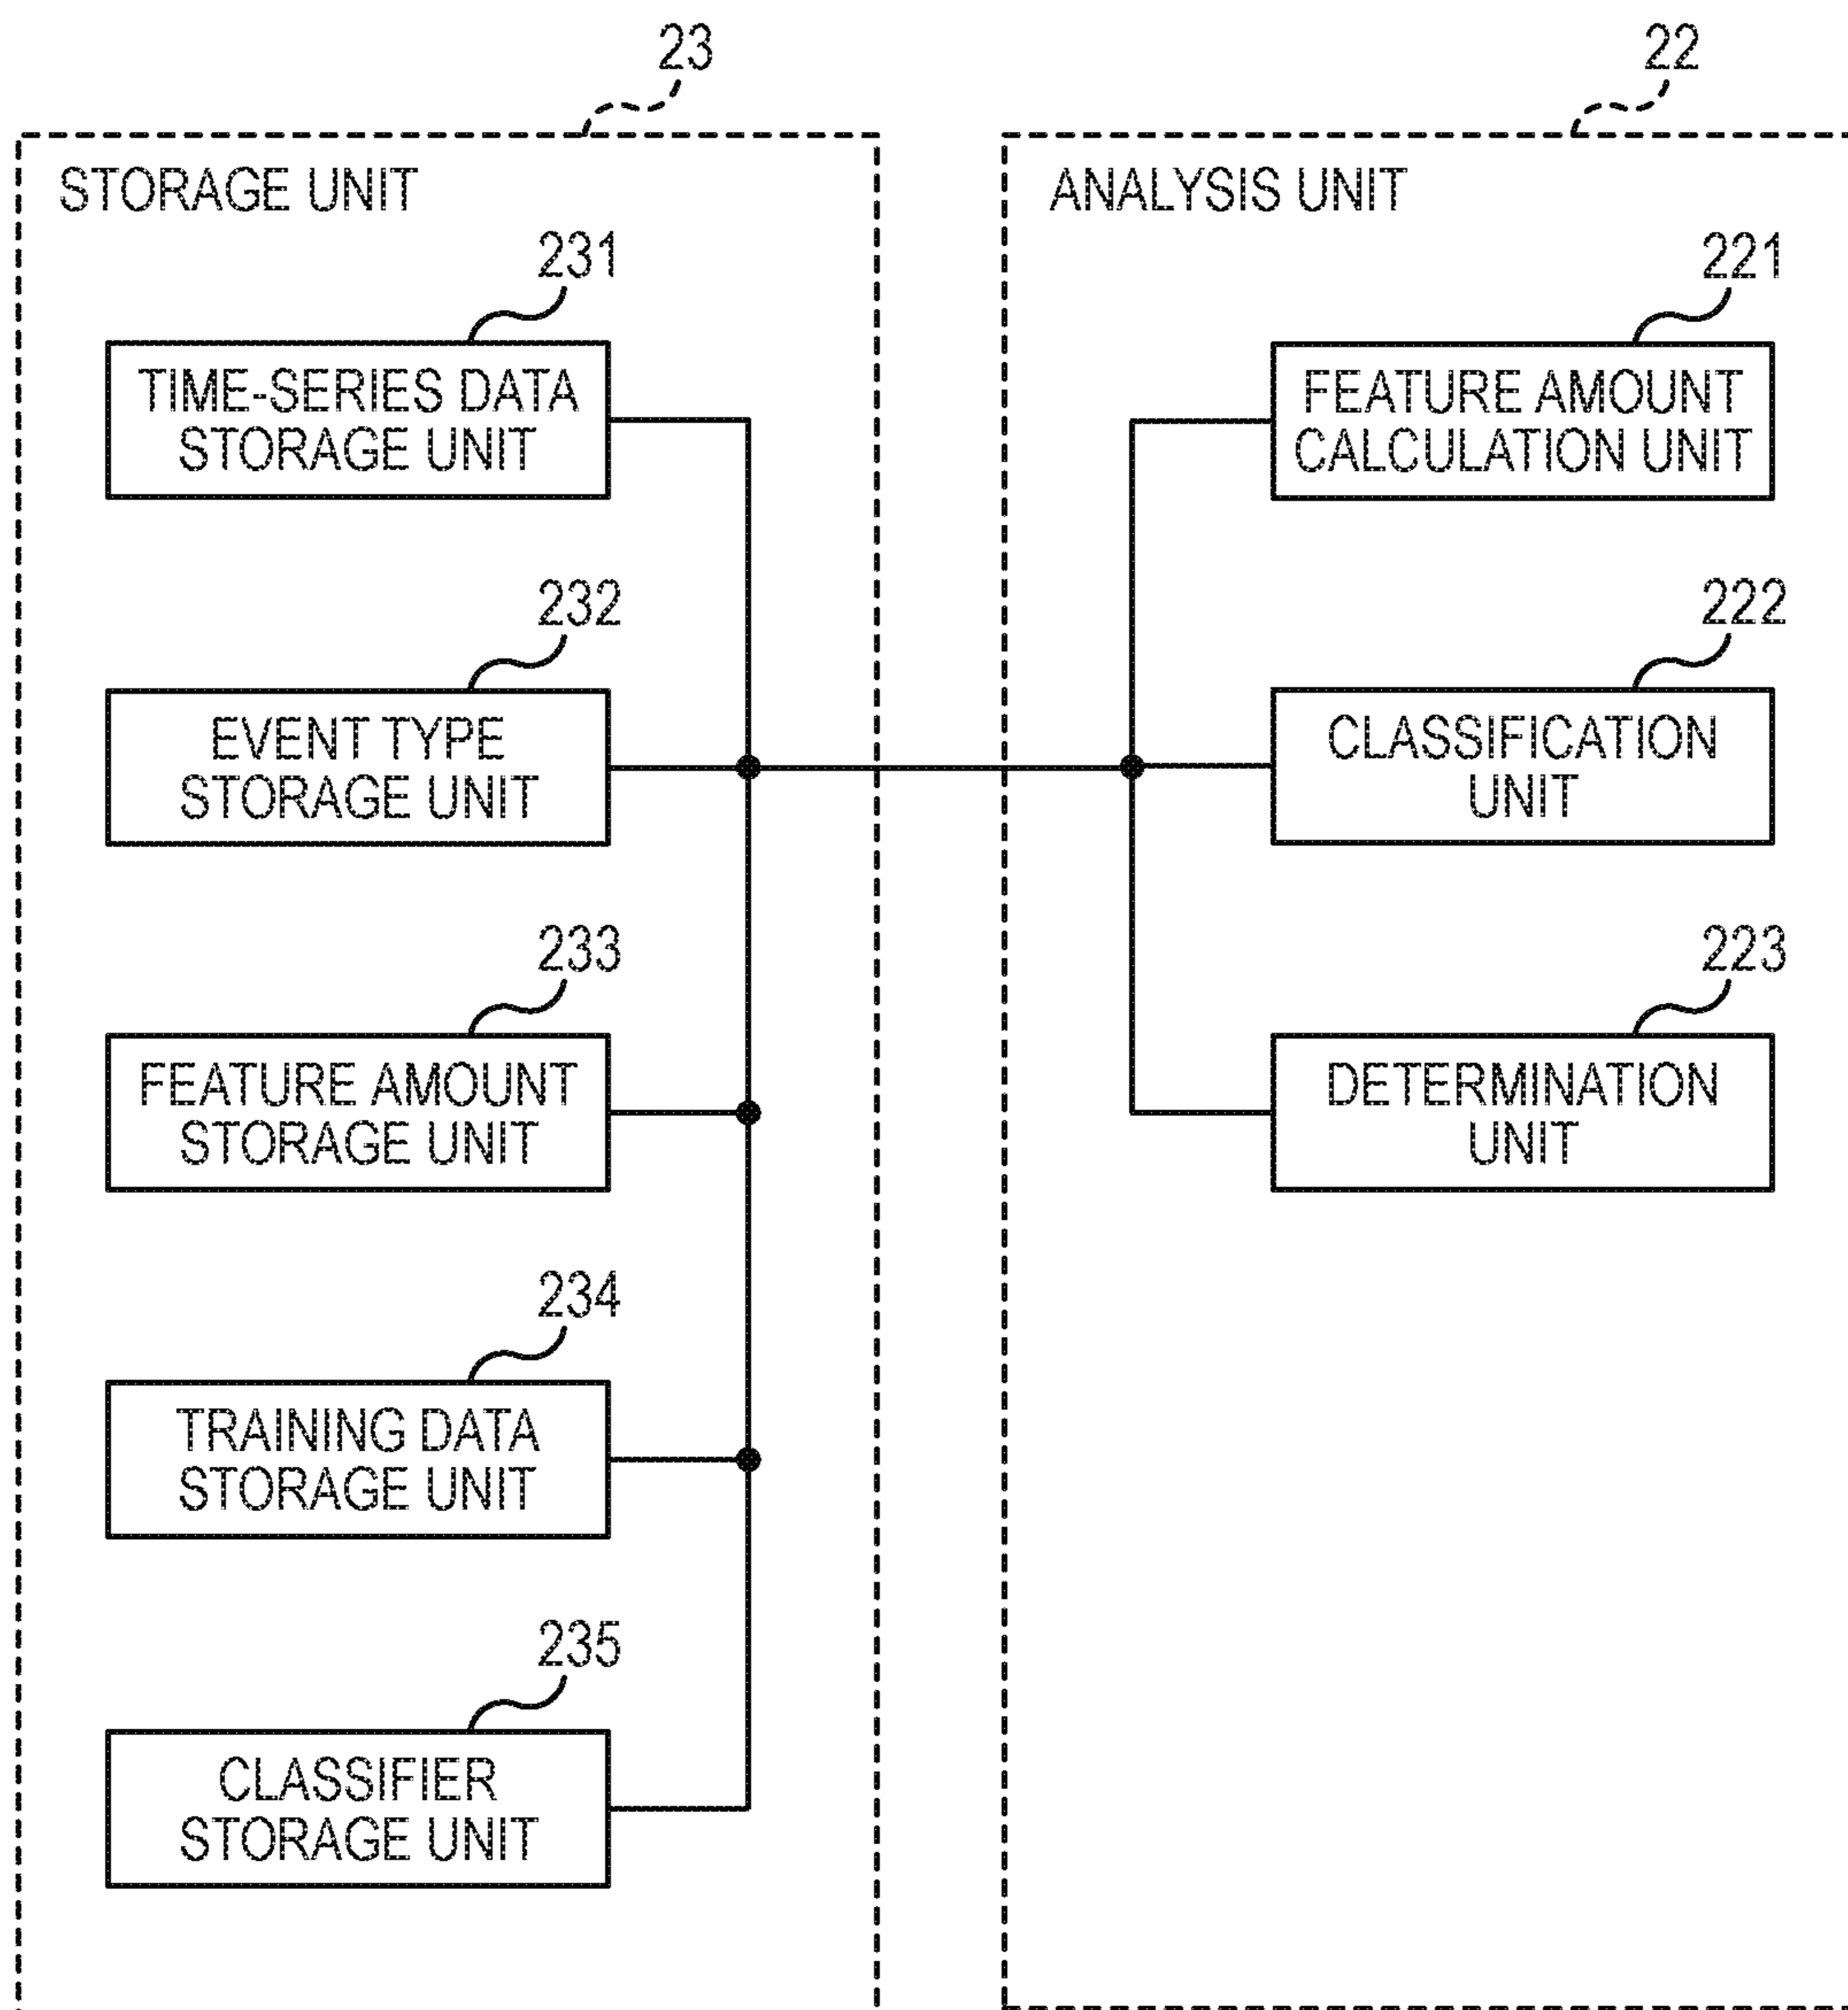 23
STORAGE UNIT
231
TIME-SERIES DATA
STORAGE UNIT
232
EVENT TYPE
STORAGE UNIT
233
FEATURE AMOUNT
STORAGE UNIT
234
TRAINING DATA
STORAGE UNIT
235
CLASSIFIER
STORAGE UNIT
22
ANALYSIS UNIT
221
FEATURE AMOUNT
CALCULATION UNIT
222
CLASSIFICATION
UNIT
223
DETERMINATION
UNIT